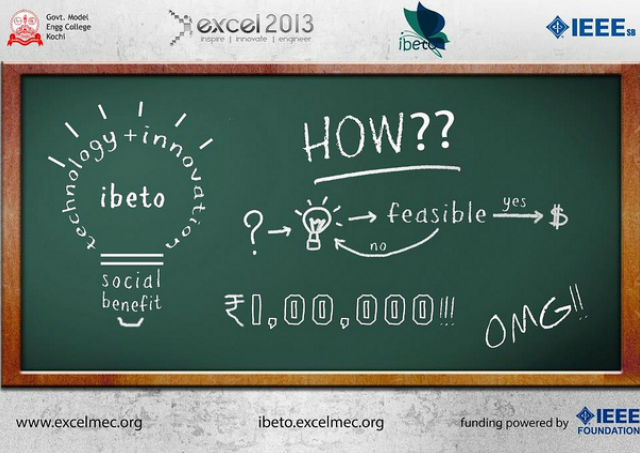 Govt. Model
Engg College
Kochi
excel 2013
inspire | innovate | engineer
ibeto
IEEE SB
technology + innovation
ibeto
social
benefit
HOW??
? → feasible yes → $
no
₹1,00,000!!!
OMG!!
www.excelmec.org
ibeto.excelmec.org
funding powered by IEEE
FOUNDATION